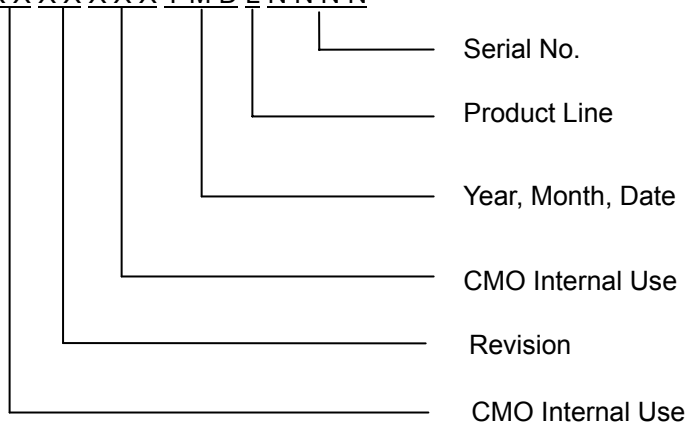 Serial No.
Product Line
Year, Month, Date
CMO Internal Use
Revision
CMO Internal Use